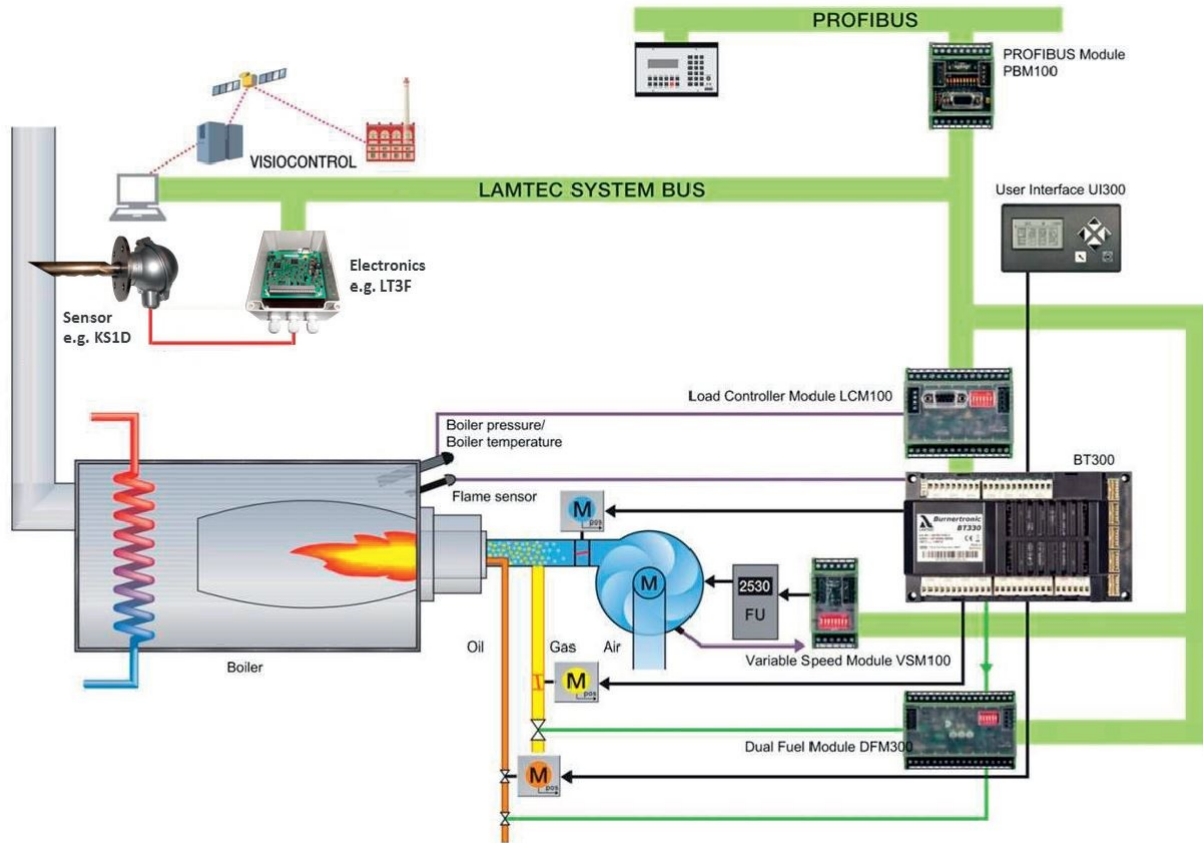 PROFIBUS
PROFIBUS Module
PBM100
VISIOCONTROL
LAMTEC SYSTEM BUS
User Interface UI300
Electronics
e.g. LT3F
Sensor
e.g. KS1D
Load Controller Module LCM100
Boiler pressure/
Boiler temperature
BT300
Flame sensor
M
pos
Burnertronic
BT330
LAMTEC
M
2530
FU
Oil
Gas
Air
Boiler
Variable Speed Module VSM100
M
pos
Dual Fuel Module DFM300
M
pos